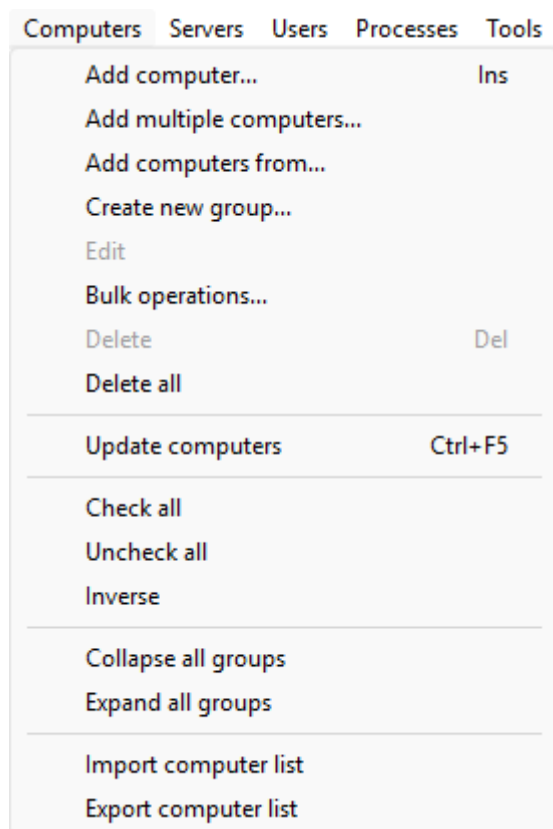 Computers Servers Users Processes Tools
Add computer... Ins
Add multiple computers...
Add computers from...
Create new group...
Edit
Bulk operations...
Delete Del
Delete all
Update computers Ctrl+F5
Check all
Uncheck all
Inverse
Collapse all groups
Expand all groups
Import computer list
Export computer list